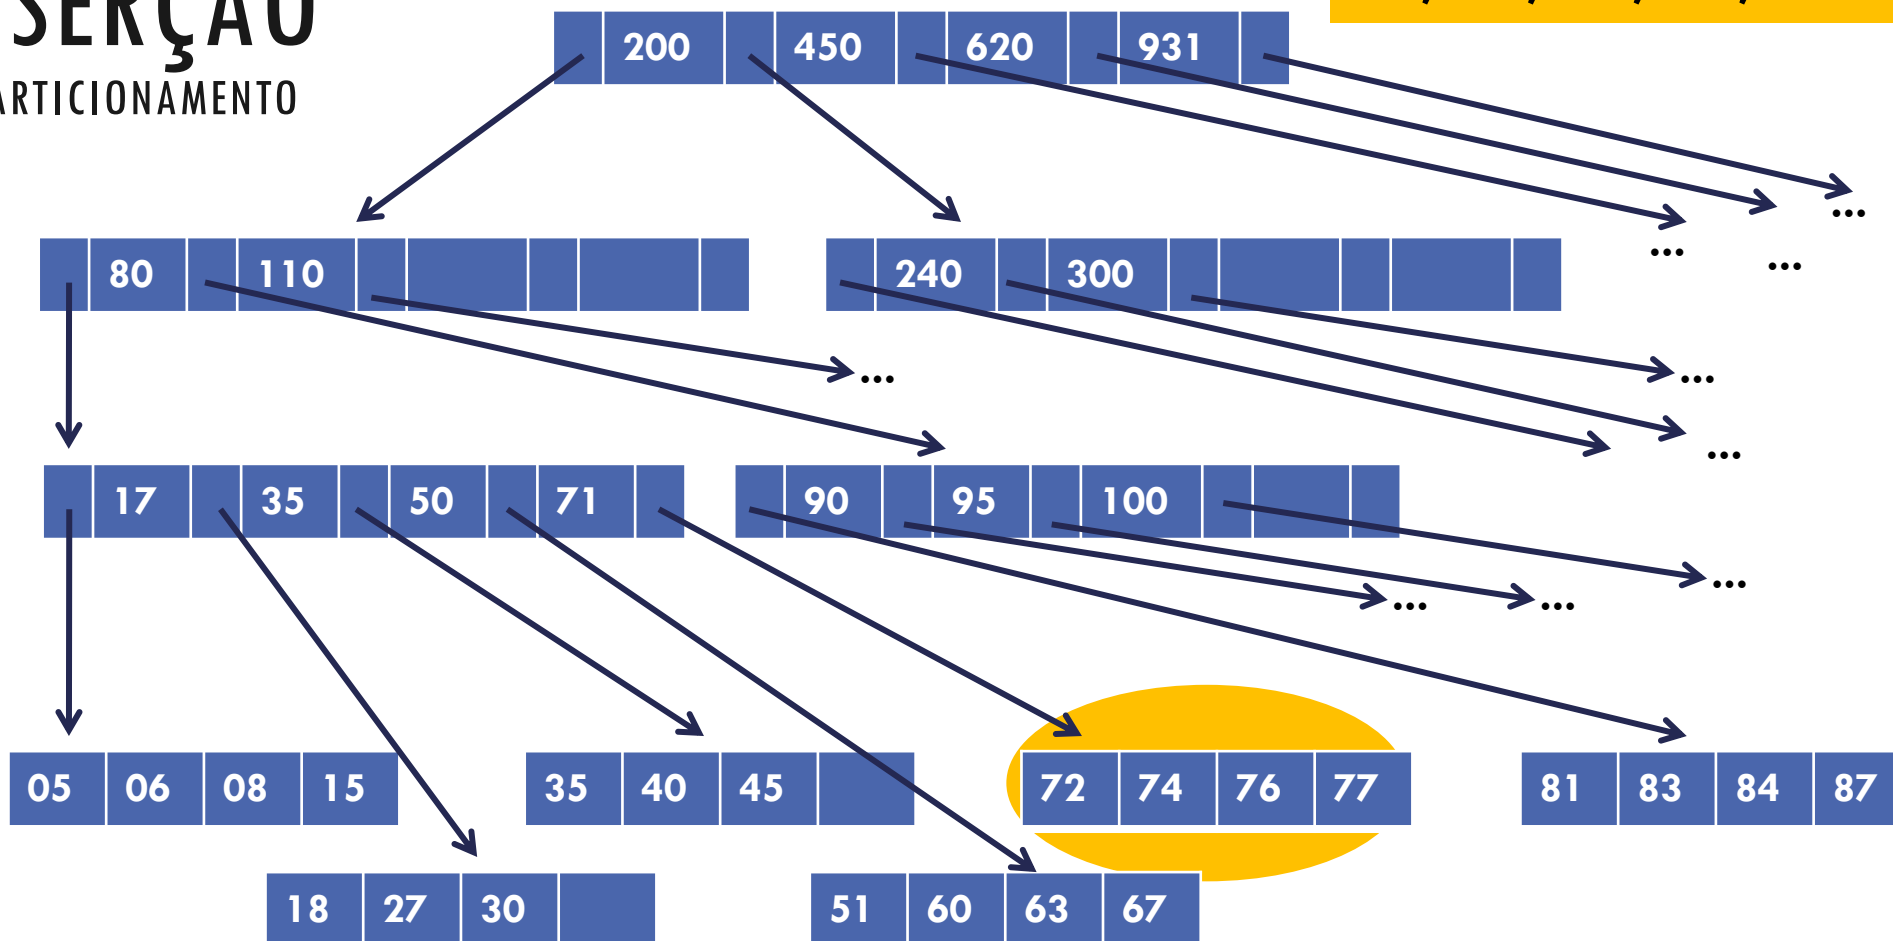 SERÇÃO
ARTICIONAMENTO
200 450 620 931
...
... ...
80 110 240 300
... ...
...
17 35 50 71 90 95 100
...
... ...
05 06 08 15 35 40 45 72 74 76 77 81 83 84 87
18 27 30 51 60 63 67